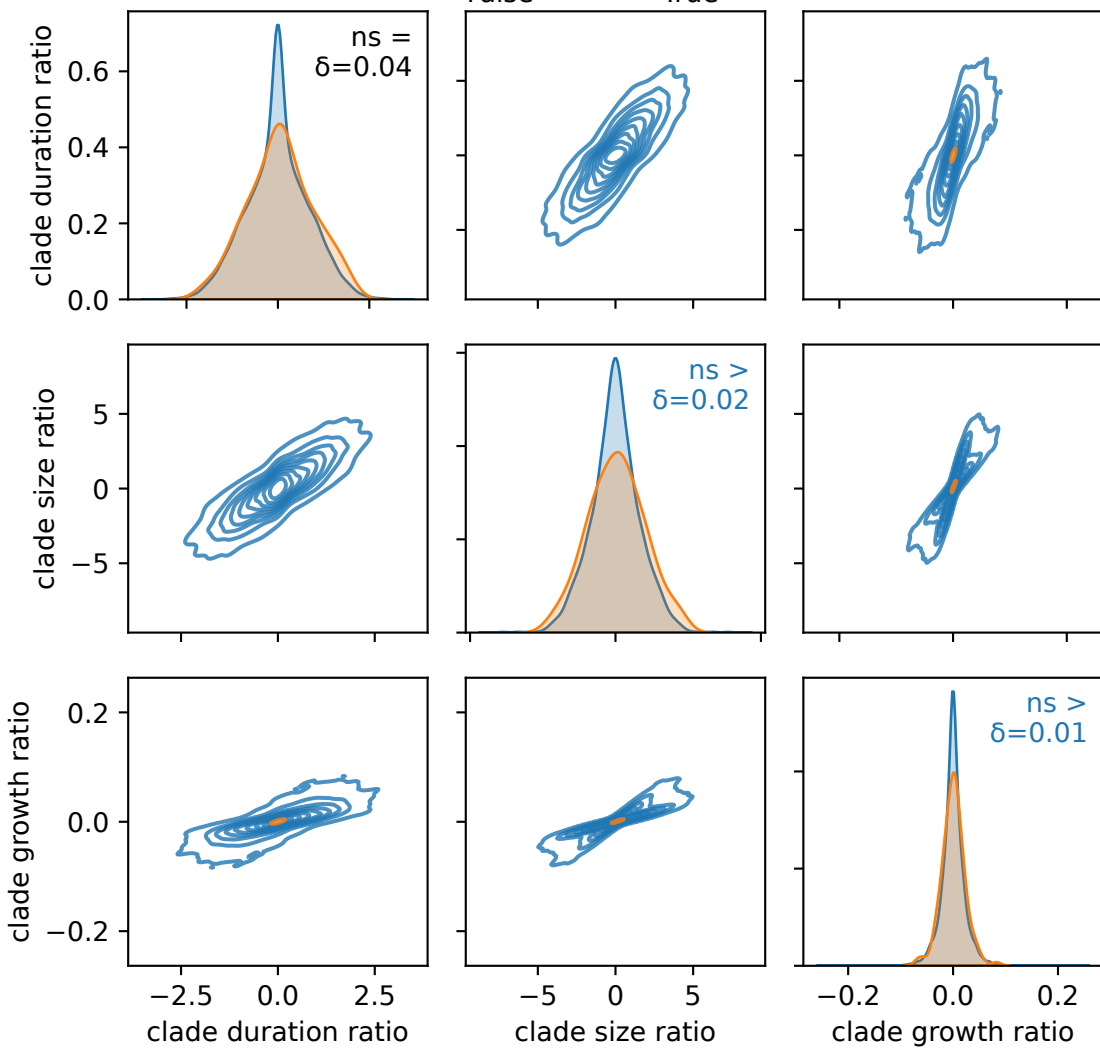 clade duration ratio
0.6
0.4
0.2
0.0
ns =
δ=0.04
clade size ratio
5
0
−5
ns >
δ=0.02
clade growth ratio
0.2
0.0
−0.2
ns >
δ=0.01
−2.5 0.0 2.5
−5 0 5
−0.2 0.0 0.2
clade duration ratio
clade size ratio
clade growth ratio